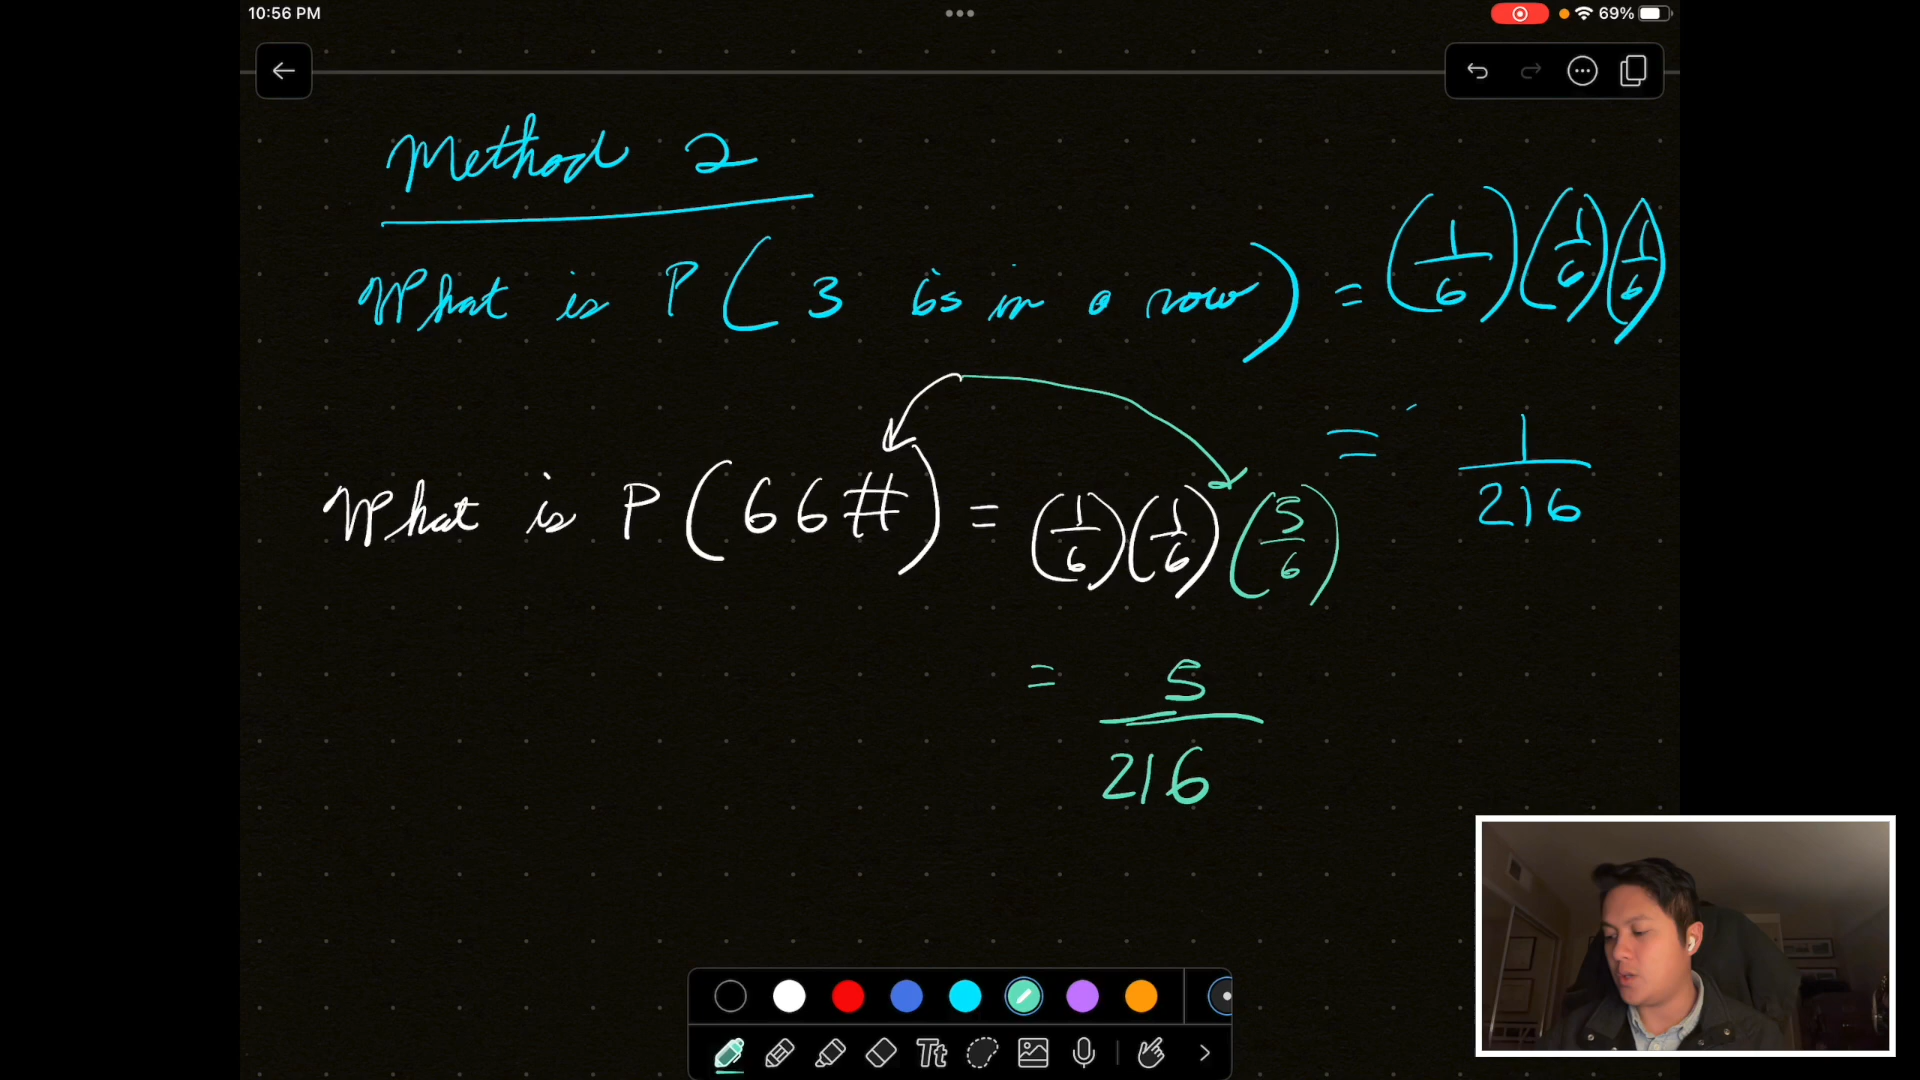 10:56 PM
69%
Method 2
What is P( 3 6s in a row ) = (1/6)(1/6)(1/6)
= 1/216
What is P( 66# ) = (1/6)(1/6)(5/6)
= 5/216
Tt